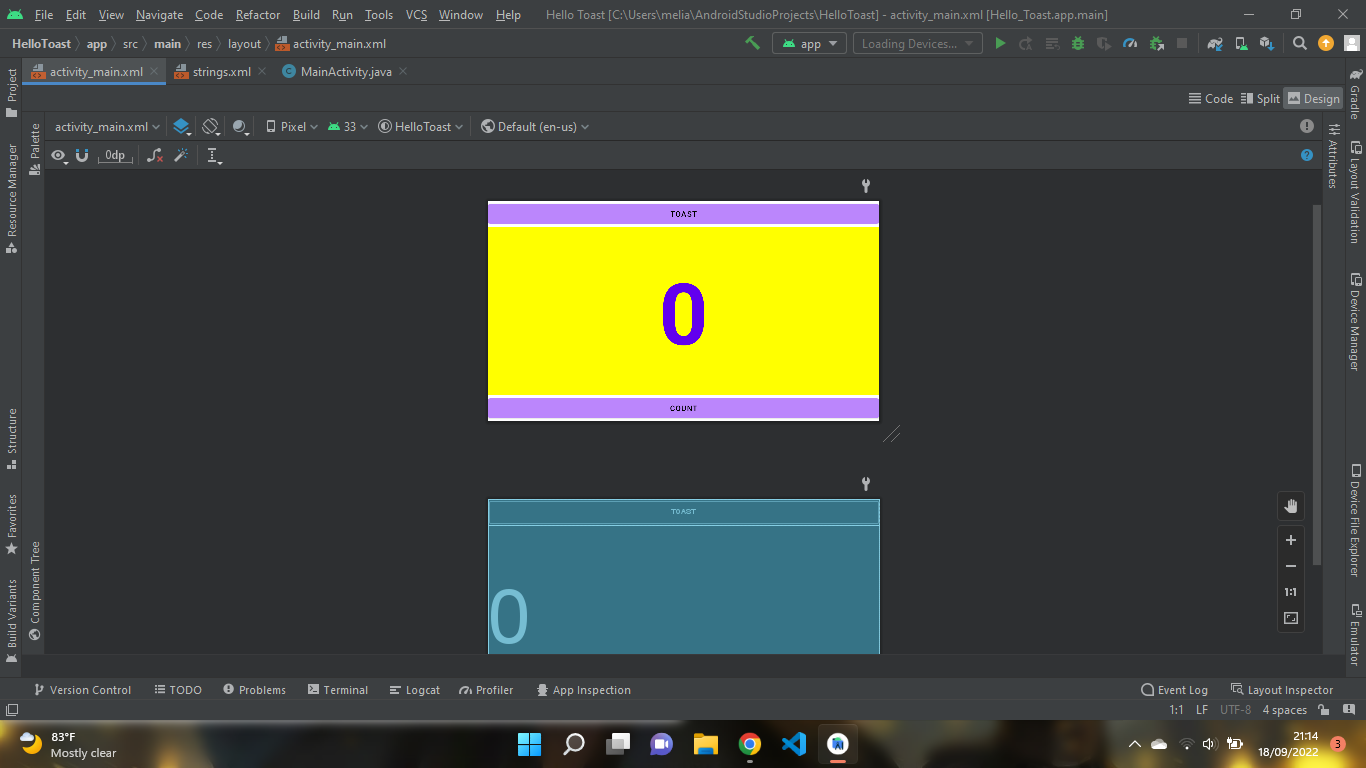 File Edit View Navigate Code Refactor Build Run Tools VCS Window Help Hello Toast [C:\Users\melia\AndroidStudioProjects\HelloToast] - activity_main.xml [Hello_Toast.app.main]
HelloToast app src main res layout activity_main.xml app Loading Devices...
activity_main.xml strings.xml MainActivity.java
Code Split Design
activity_main.xml Pixel 33 HelloToast Default (en-us)
0dp
Project
Resource Manager
Structure
Favorites
Build Variants
Palette
Component Tree
TOAST
0
COUNT
TOAST
0
1:1
Attributes
Gradle
Layout Validation
Device Manager
Device File Explorer
Emulator
Version Control TODO Problems Terminal Logcat Profiler App Inspection Event Log Layout Inspector
1:1 LF UTF-8 4 spaces
83°F
Mostly clear
21:14
18/09/2022
3